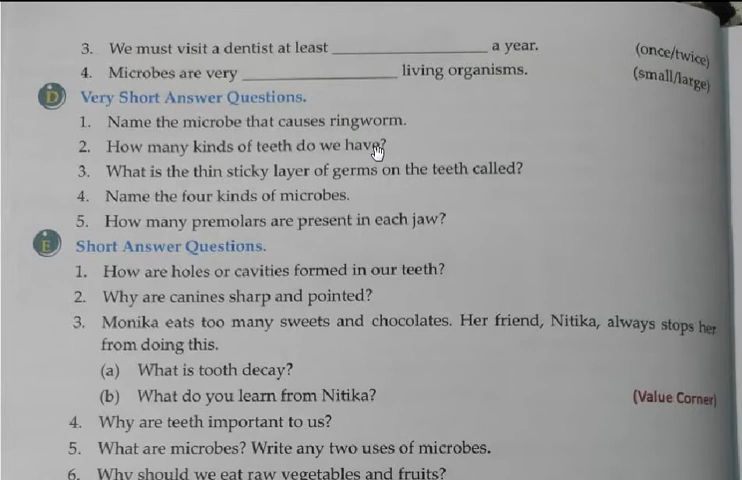 3. We must visit a dentist at least ________________ a year. (once/twice)
4. Microbes are very ________________ living organisms. (small/large)
D Very Short Answer Questions.
1. Name the microbe that causes ringworm.
2. How many kinds of teeth do we have?
3. What is the thin sticky layer of germs on the teeth called?
4. Name the four kinds of microbes.
5. How many premolars are present in each jaw?
E Short Answer Questions.
1. How are holes or cavities formed in our teeth?
2. Why are canines sharp and pointed?
3. Monika eats too many sweets and chocolates. Her friend, Nitika, always stops her
from doing this.
(a) What is tooth decay?
(b) What do you learn from Nitika? (Value Corner)
4. Why are teeth important to us?
5. What are microbes? Write any two uses of microbes.
6. Why should we eat raw vegetables and fruits?